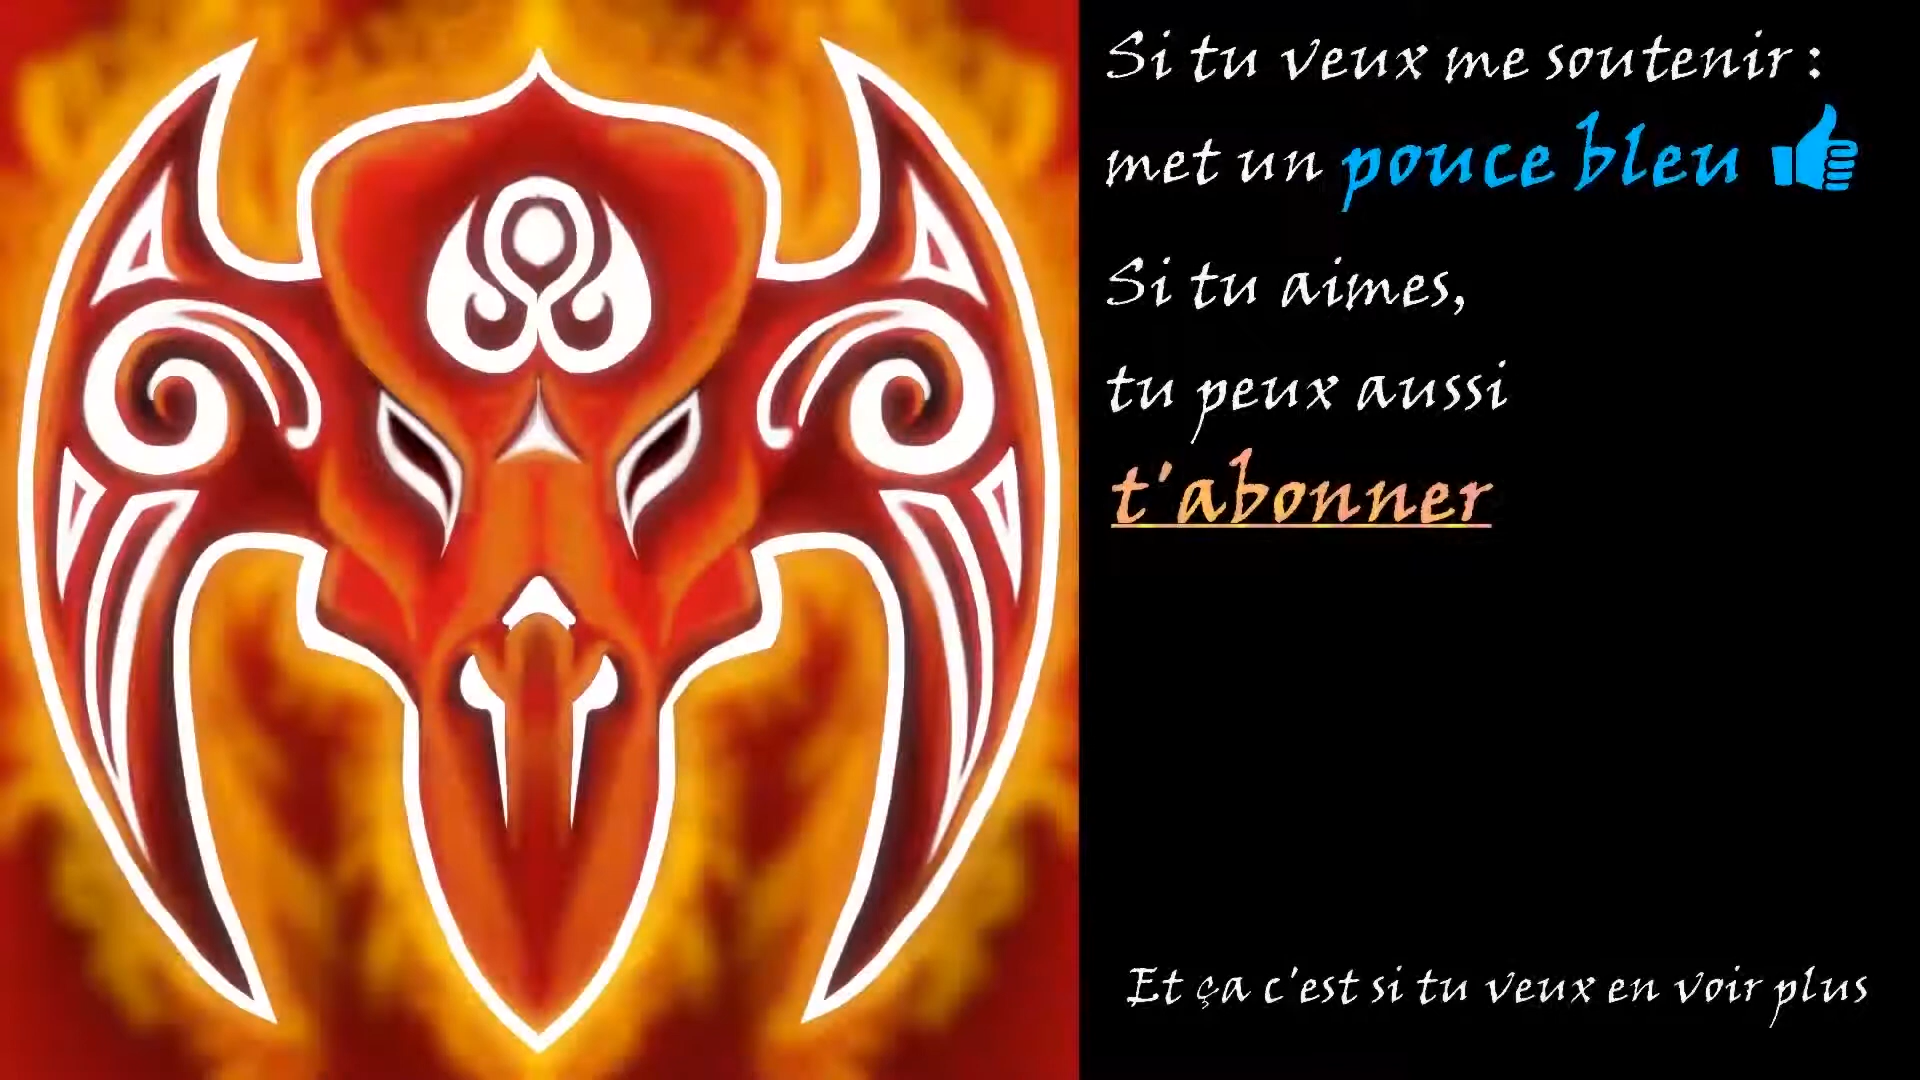 Si tu veux me soutenir :
met un pouce bleu
Si tu aimes,
tu peux aussi
t'abonner
Et ça c'est si tu veux en voir plus